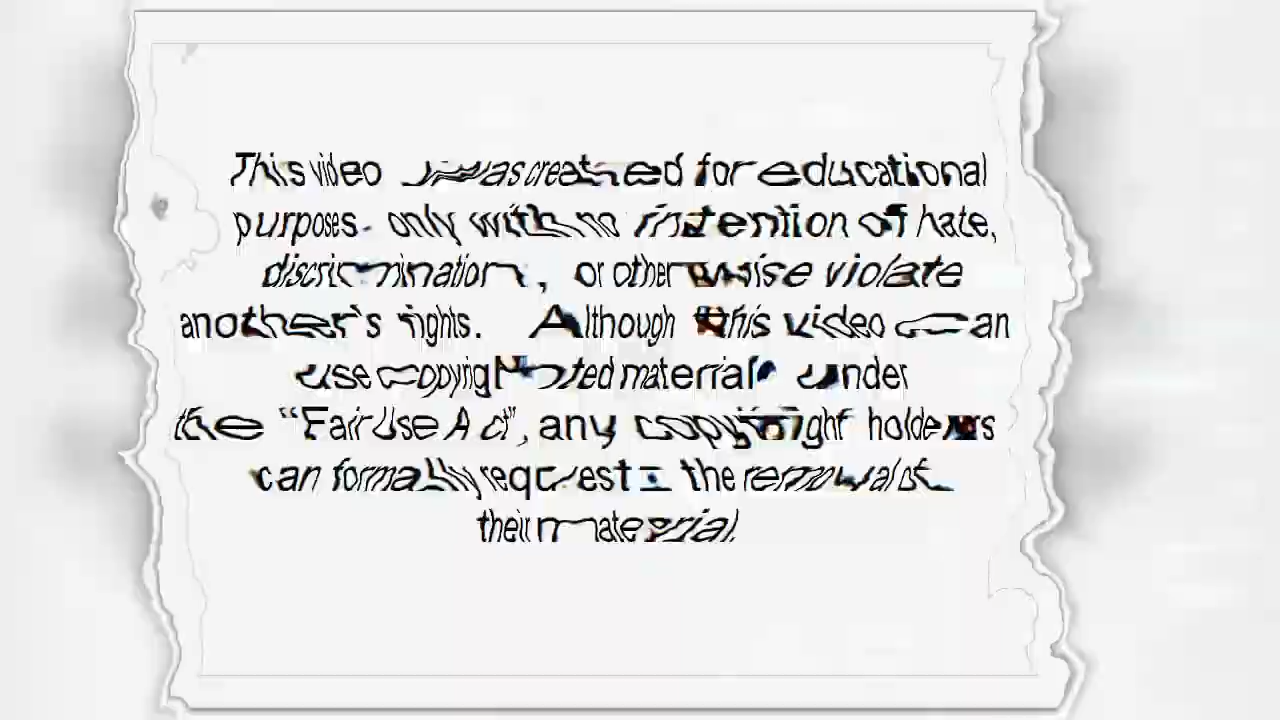 This video was created for educational
purposes only with no intention of hate,
discrimination, or otherwise violate
another's rights. Although this video can
use copyrighted material under
the “Fair Use Act”, any copyright holders
can formally request the removal of
their material.